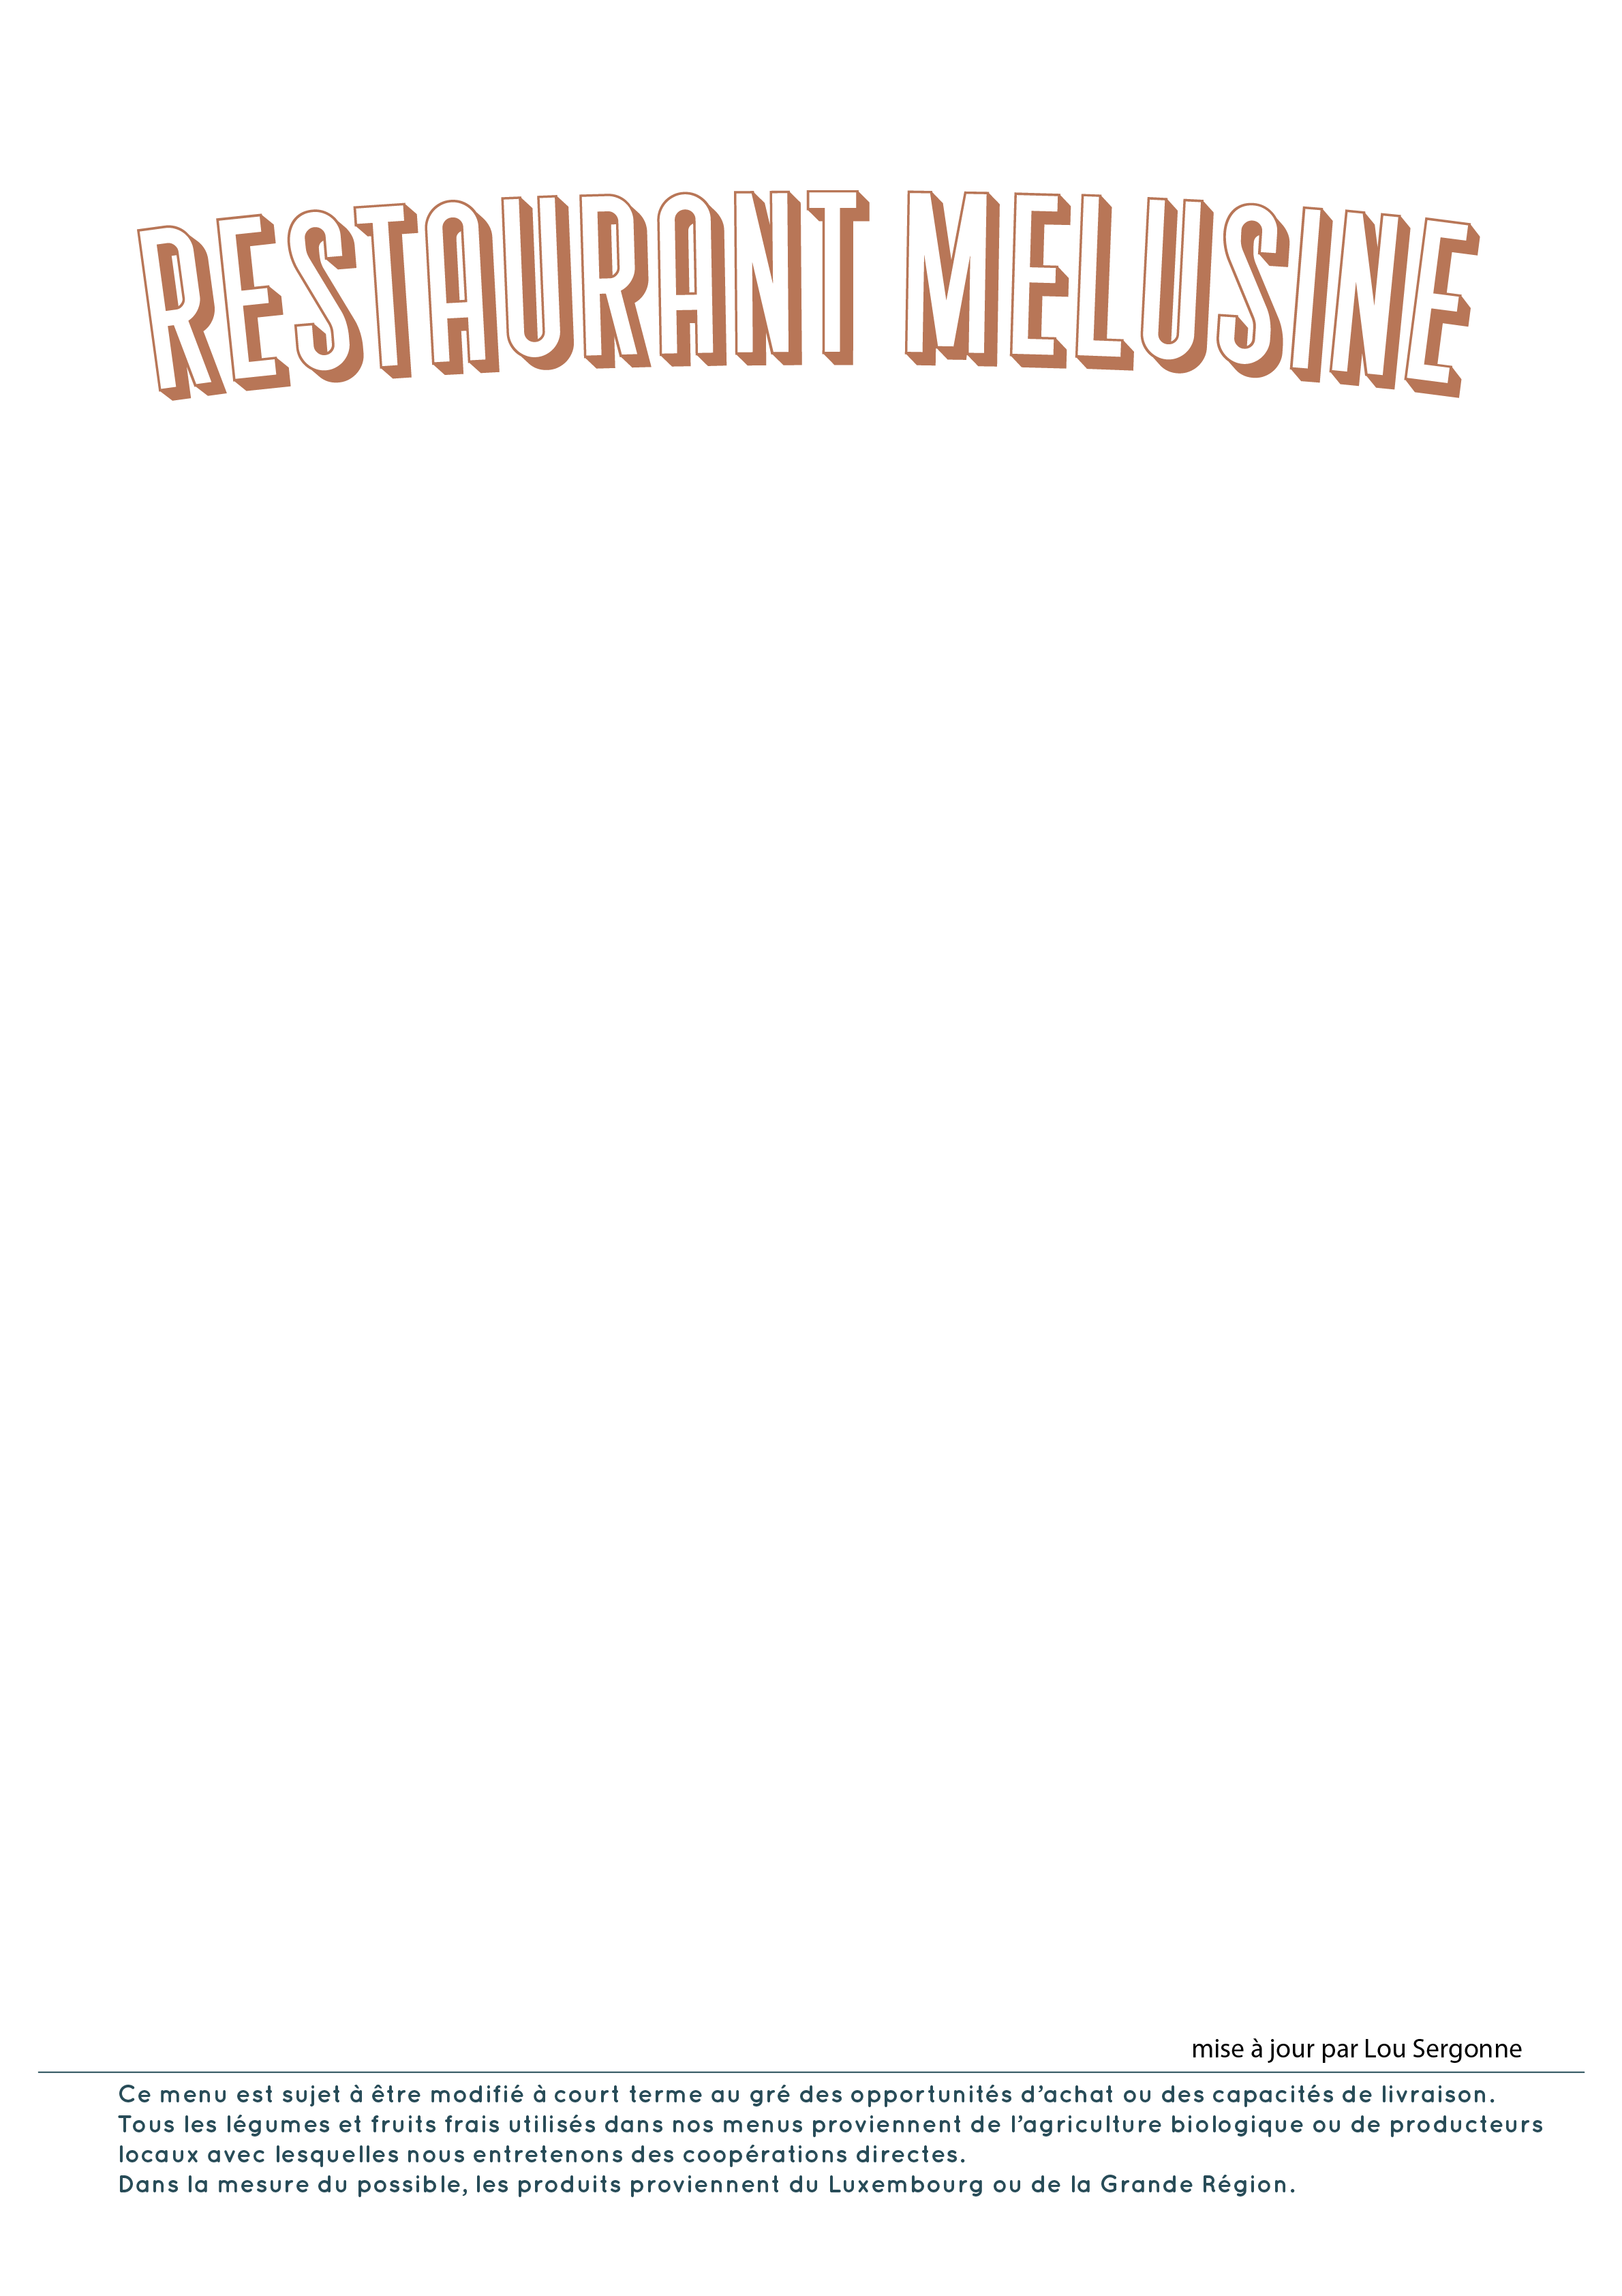 RESTAURANT MELUSINE
mise à jour par Lou Sergonne
Ce menu est sujet à être modifié à court terme au gré des opportunités d’achat ou des capacités de livraison.
Tous les légumes et fruits frais utilisés dans nos menus proviennent de l’agriculture biologique ou de producteurs
locaux avec lesquelles nous entretenons des coopérations directes.
Dans la mesure du possible, les produits proviennent du Luxembourg ou de la Grande Région.